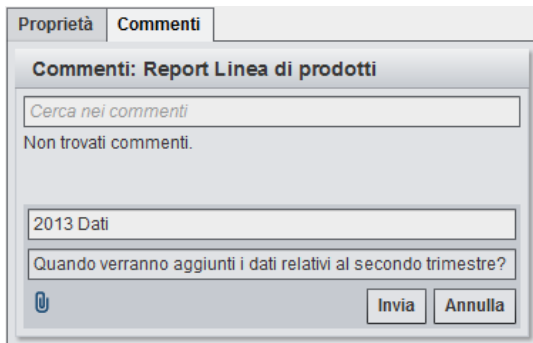 Proprietà Commenti
Commenti: Report Linea di prodotti
Cerca nei commenti
Non trovati commenti.
2013 Dati
Quando verranno aggiunti i dati relativi al secondo trimestre?
Invia Annulla